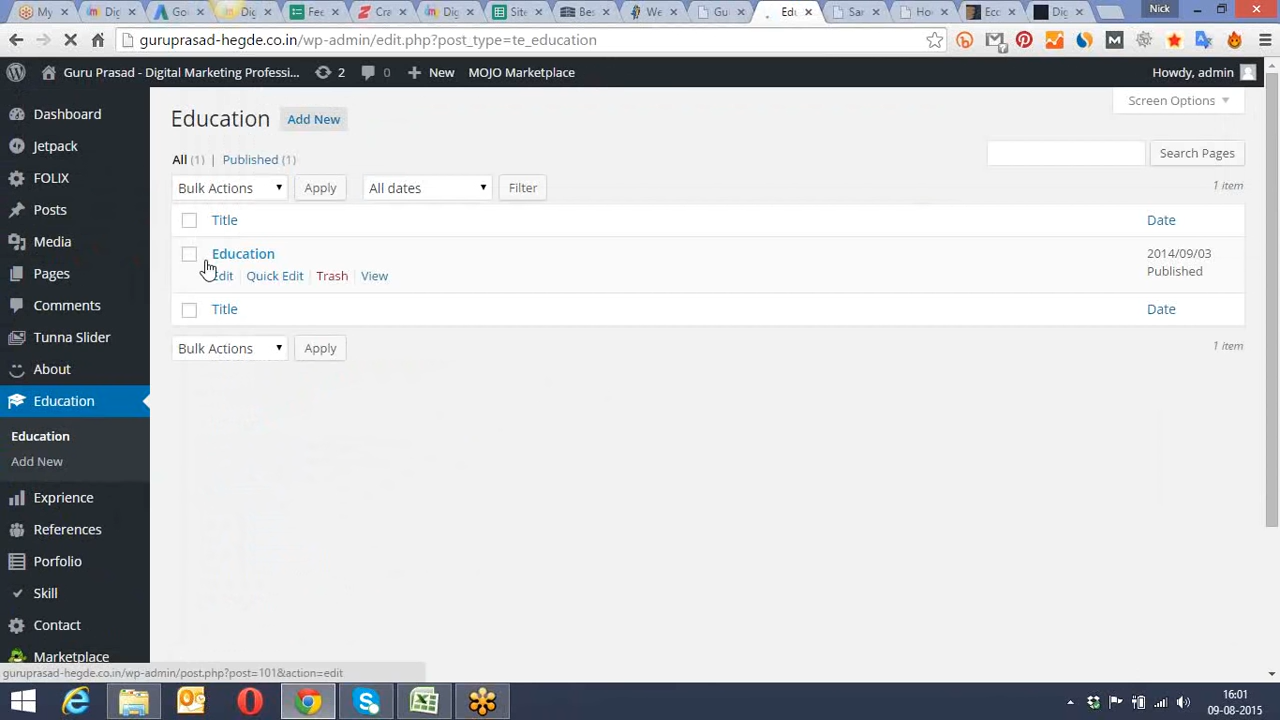 My
Dig
Go
Dig
Fee
Cra
Dig
Site
Bes
We
Gu
Edu
Sar
Ho
Ecc
Dig
Nick
guruprasad-hegde.co.in/wp-admin/edit.php?post_type=te_education
Guru Prasad - Digital Marketing Professi...
2
0
New
MOJO Marketplace
Howdy, admin
Dashboard
Jetpack
FOLIX
Posts
Media
Pages
Comments
Tunna Slider
About
Education
Education
Add New
Exprience
References
Porfolio
Skill
Contact
Marketplace
Education Add New
Screen Options
All (1) | Published (1)
Search Pages
Bulk Actions Apply All dates Filter
1 item
Title Date
Education 2014/09/03
Edit | Quick Edit | Trash | View Published
Title Date
Bulk Actions Apply
1 item
guruprasad-hegde.co.in/wp-admin/post.php?post=101&action=edit
16:01
09-08-2015